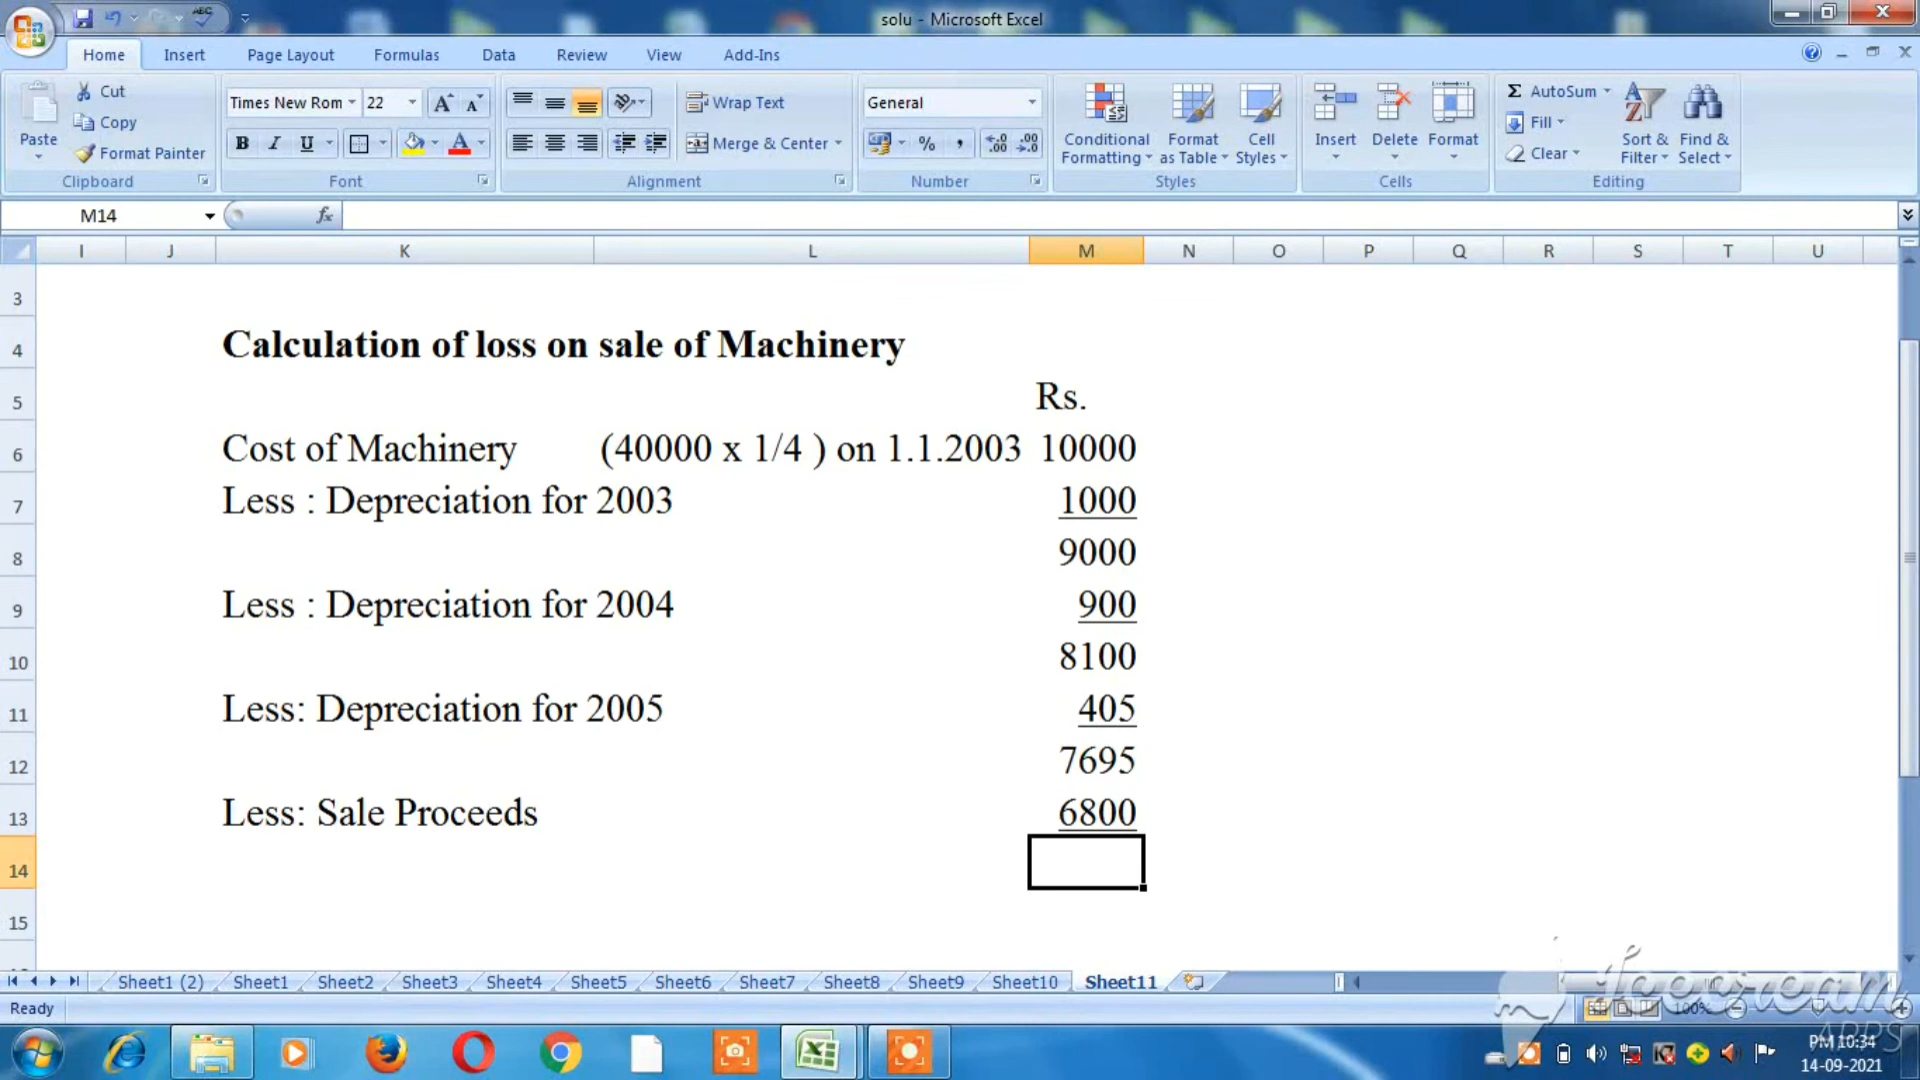 solu - Microsoft Excel
Home Insert Page Layout Formulas Data Review View Add-Ins
Paste Cut Copy Format Painter Clipboard
Times New Rom 22 B I U Font
Wrap Text Merge & Center Alignment
General % , .00 Number
Conditional Formatting Format as Table Cell Styles Styles
Insert Delete Format Cells
Σ AutoSum Fill Clear Sort & Filter Find & Select Editing
M14 fx
I J K L M N O P Q R S T U
3
4 Calculation of loss on sale of Machinery
5 Rs.
6 Cost of Machinery (40000 x 1/4 ) on 1.1.2003 10000
7 Less : Depreciation for 2003 1000
8 9000
9 Less : Depreciation for 2004 900
10 8100
11 Less: Depreciation for 2005 405
12 7695
13 Less: Sale Proceeds 6800
14
15
Sheet1 (2) Sheet1 Sheet2 Sheet3 Sheet4 Sheet5 Sheet6 Sheet7 Sheet8 Sheet9 Sheet10 Sheet11
Ready 100%
Icecream
APPS
PM 10:34
14-09-2021